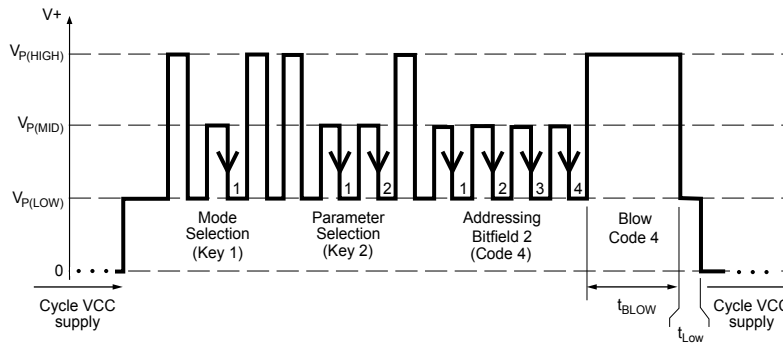 V+
VP(HIGH)
VP(MID)
1 1 2 1 2 3 4
VP(LOW)
Mode Selection (Key 1)
Parameter Selection (Key 2)
Addressing Bitfield 2 (Code 4)
Blow Code 4
0
Cycle VCC supply
tBLOW
tLow
Cycle VCC supply